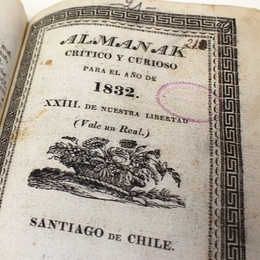 ALMANAK
CRITICO Y CURIOSO
PARA EL AÑO DE
1832.
XXIII. DE NUESTRA LIBERTAD
(Vale un Real.)
SANTIAGO DE CHILE.